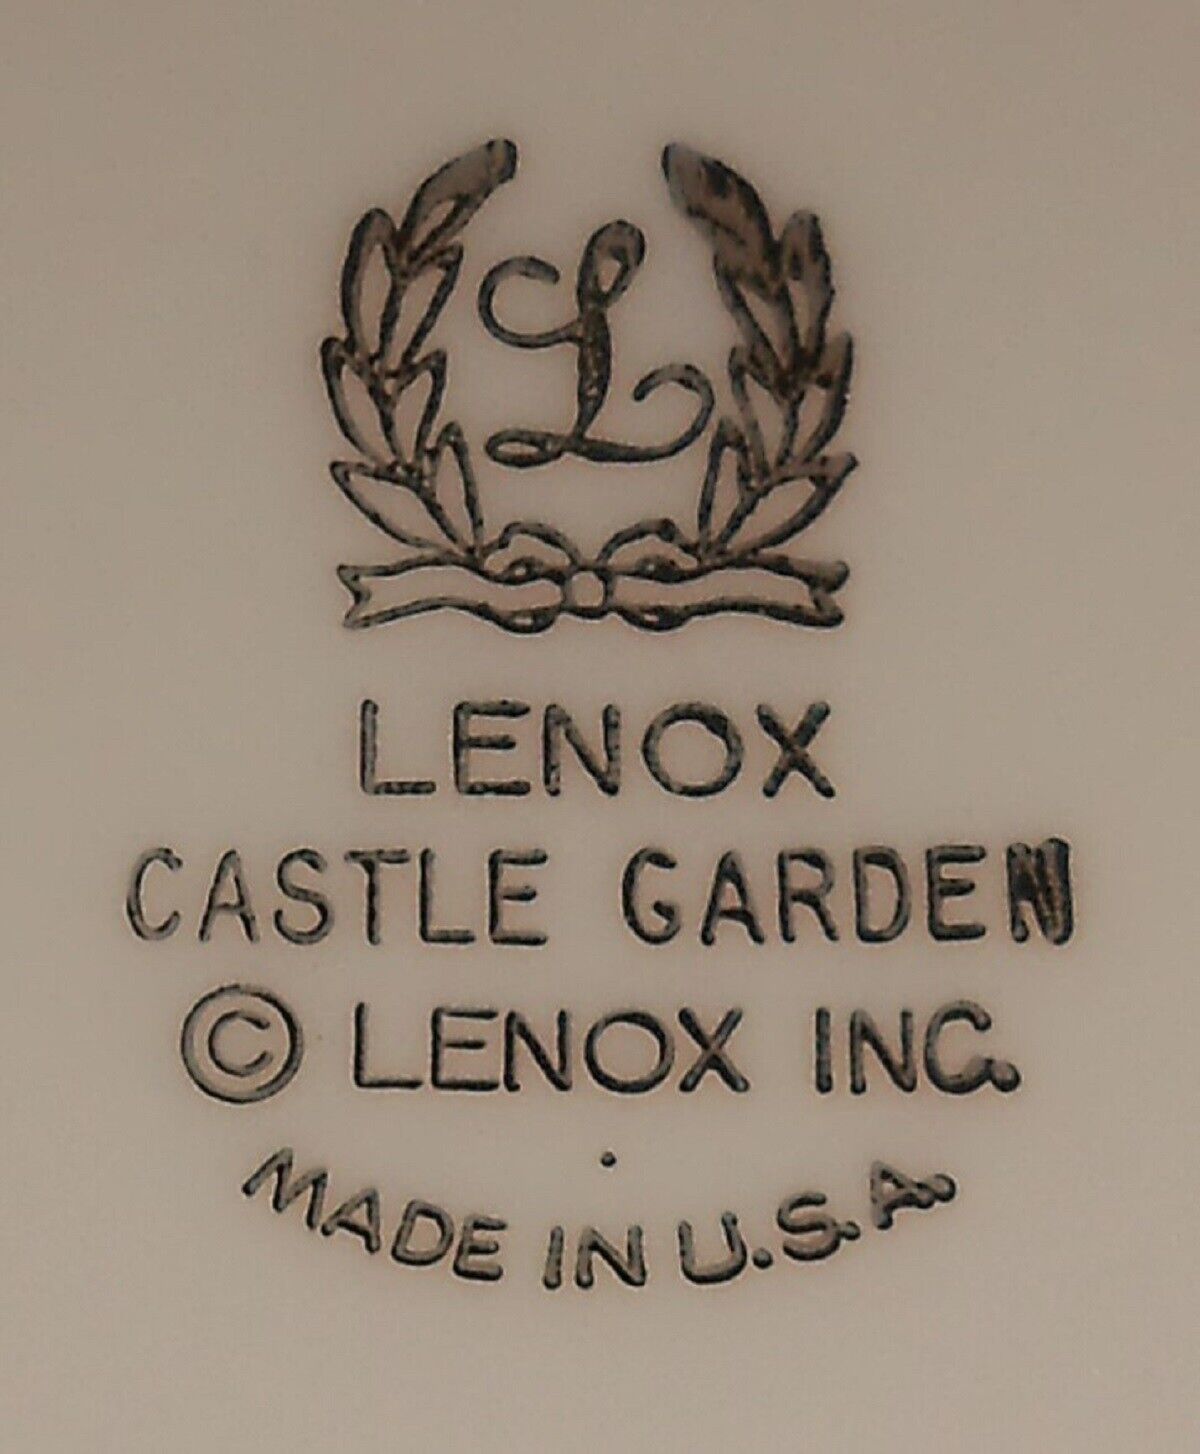 L
LENOX
CASTLE GARDEN
© LENOX INC.
MADE IN U.S.A.